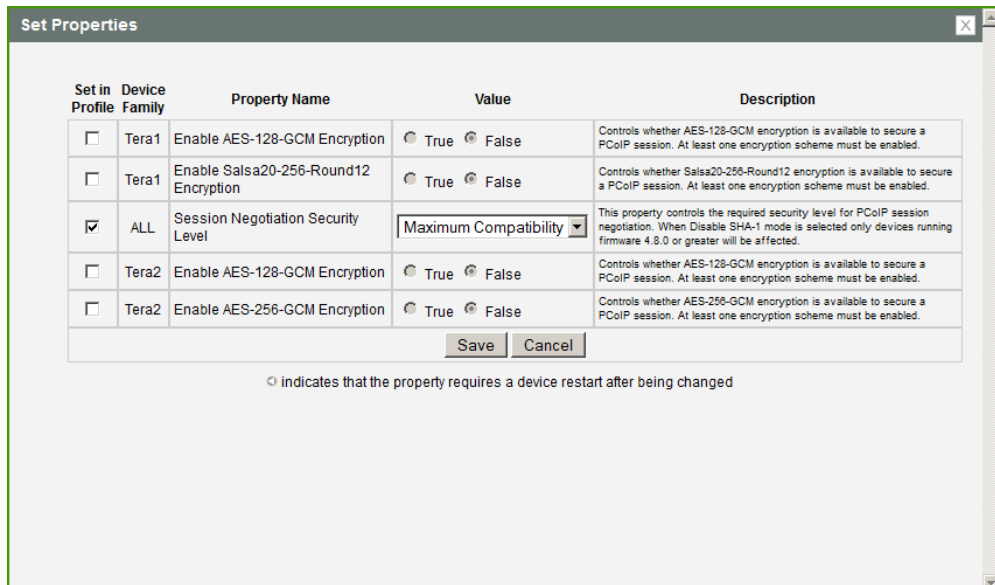 Set Properties
X
Set in Profile
Device Family
Property Name
Value
Description
Tera1
Enable AES-128-GCM Encryption
True
False
Controls whether AES-128-GCM encryption is available to secure a
PCoIP session. At least one encryption scheme must be enabled.
Tera1
Enable Salsa20-256-Round12
Encryption
True
False
Controls whether Salsa20-256-Round12 encryption is available to secure
a PCoIP session. At least one encryption scheme must be enabled.
ALL
Session Negotiation Security
Level
Maximum Compatibility
This property controls the required security level for PCoIP session
negotiation. When Disable SHA-1 mode is selected only devices running
firmware 4.8.0 or greater will be affected.
Tera2
Enable AES-128-GCM Encryption
True
False
Controls whether AES-128-GCM encryption is available to secure a
PCoIP session. At least one encryption scheme must be enabled.
Tera2
Enable AES-256-GCM Encryption
True
False
Controls whether AES-256-GCM encryption is available to secure a
PCoIP session. At least one encryption scheme must be enabled.
Save
Cancel
indicates that the property requires a device restart after being changed